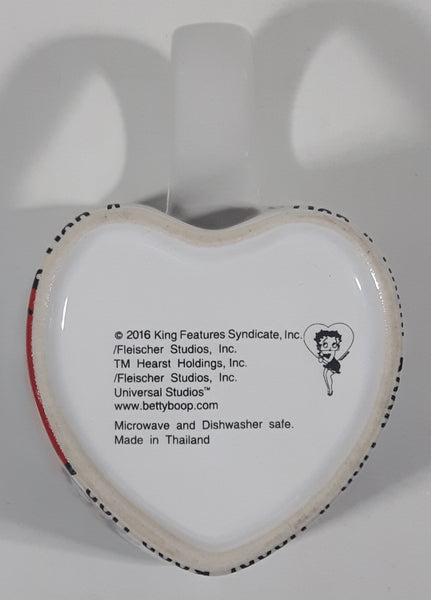 © 2016 King Features Syndicate, Inc.
/Fleischer Studios, Inc.
TM Hearst Holdings, Inc.
/Fleischer Studios, Inc.
Universal Studios™
www.bettyboop.com
Microwave and Dishwasher safe.
Made in Thailand